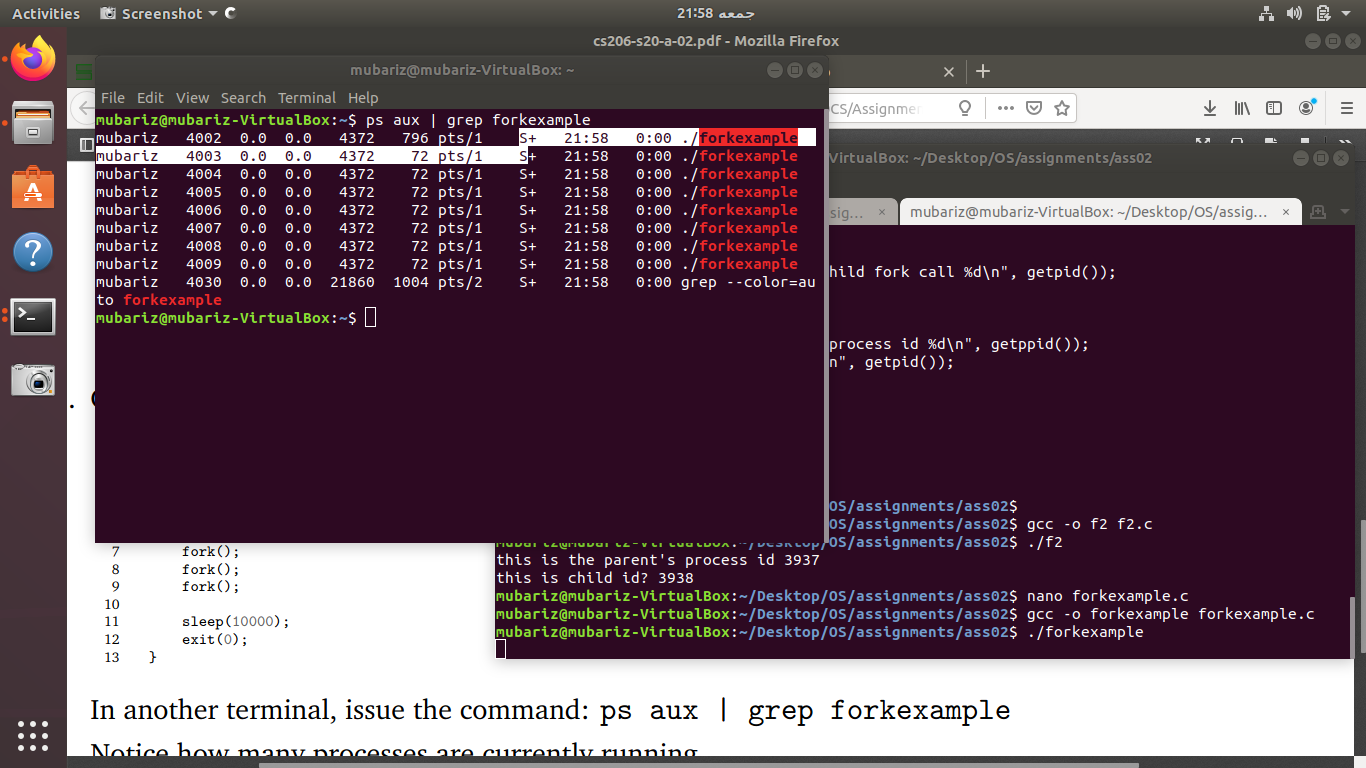 Activities Screenshot 21:58 جمعه
cs206-s20-a-02.pdf - Mozilla Firefox
mubariz@mubariz-VirtualBox: ~
File Edit View Search Terminal Help
CS/Assignmen
mubariz@mubariz-VirtualBox:~$ ps aux | grep forkexample
mubariz 4002 0.0 0.0 4372 796 pts/1 S+ 21:58 0:00 ./forkexample
mubariz 4003 0.0 0.0 4372 72 pts/1 S+ 21:58 0:00 ./forkexample
mubariz 4004 0.0 0.0 4372 72 pts/1 S+ 21:58 0:00 ./forkexample
mubariz 4005 0.0 0.0 4372 72 pts/1 S+ 21:58 0:00 ./forkexample
mubariz 4006 0.0 0.0 4372 72 pts/1 S+ 21:58 0:00 ./forkexample
mubariz 4007 0.0 0.0 4372 72 pts/1 S+ 21:58 0:00 ./forkexample
mubariz 4008 0.0 0.0 4372 72 pts/1 S+ 21:58 0:00 ./forkexample
mubariz 4009 0.0 0.0 4372 72 pts/1 S+ 21:58 0:00 ./forkexample
mubariz 4030 0.0 0.0 21860 1004 pts/2 S+ 21:58 0:00 grep --color=au
to forkexample
mubariz@mubariz-VirtualBox:~$
VirtualBox: ~/Desktop/OS/assignments/ass02
sig... × mubariz@mubariz-VirtualBox: ~/Desktop/OS/assig... ×
hild fork call %d\n", getpid());
process id %d\n", getppid());
n", getpid());
OS/assignments/ass02$
OS/assignments/ass02$ gcc -o f2 f2.c
mubariz@mubariz-VirtualBox:~/Desktop/OS/assignments/ass02$ ./f2
this is the parent's process id 3937
this is child id? 3938
mubariz@mubariz-VirtualBox:~/Desktop/OS/assignments/ass02$ nano forkexample.c
mubariz@mubariz-VirtualBox:~/Desktop/OS/assignments/ass02$ gcc -o forkexample forkexample.c
mubariz@mubariz-VirtualBox:~/Desktop/OS/assignments/ass02$ ./forkexample
7 fork();
8 fork();
9 fork();
10
11 sleep(10000);
12 exit(0);
13 }
In another terminal, issue the command: ps aux | grep forkexample
Notice how many processes are currently running